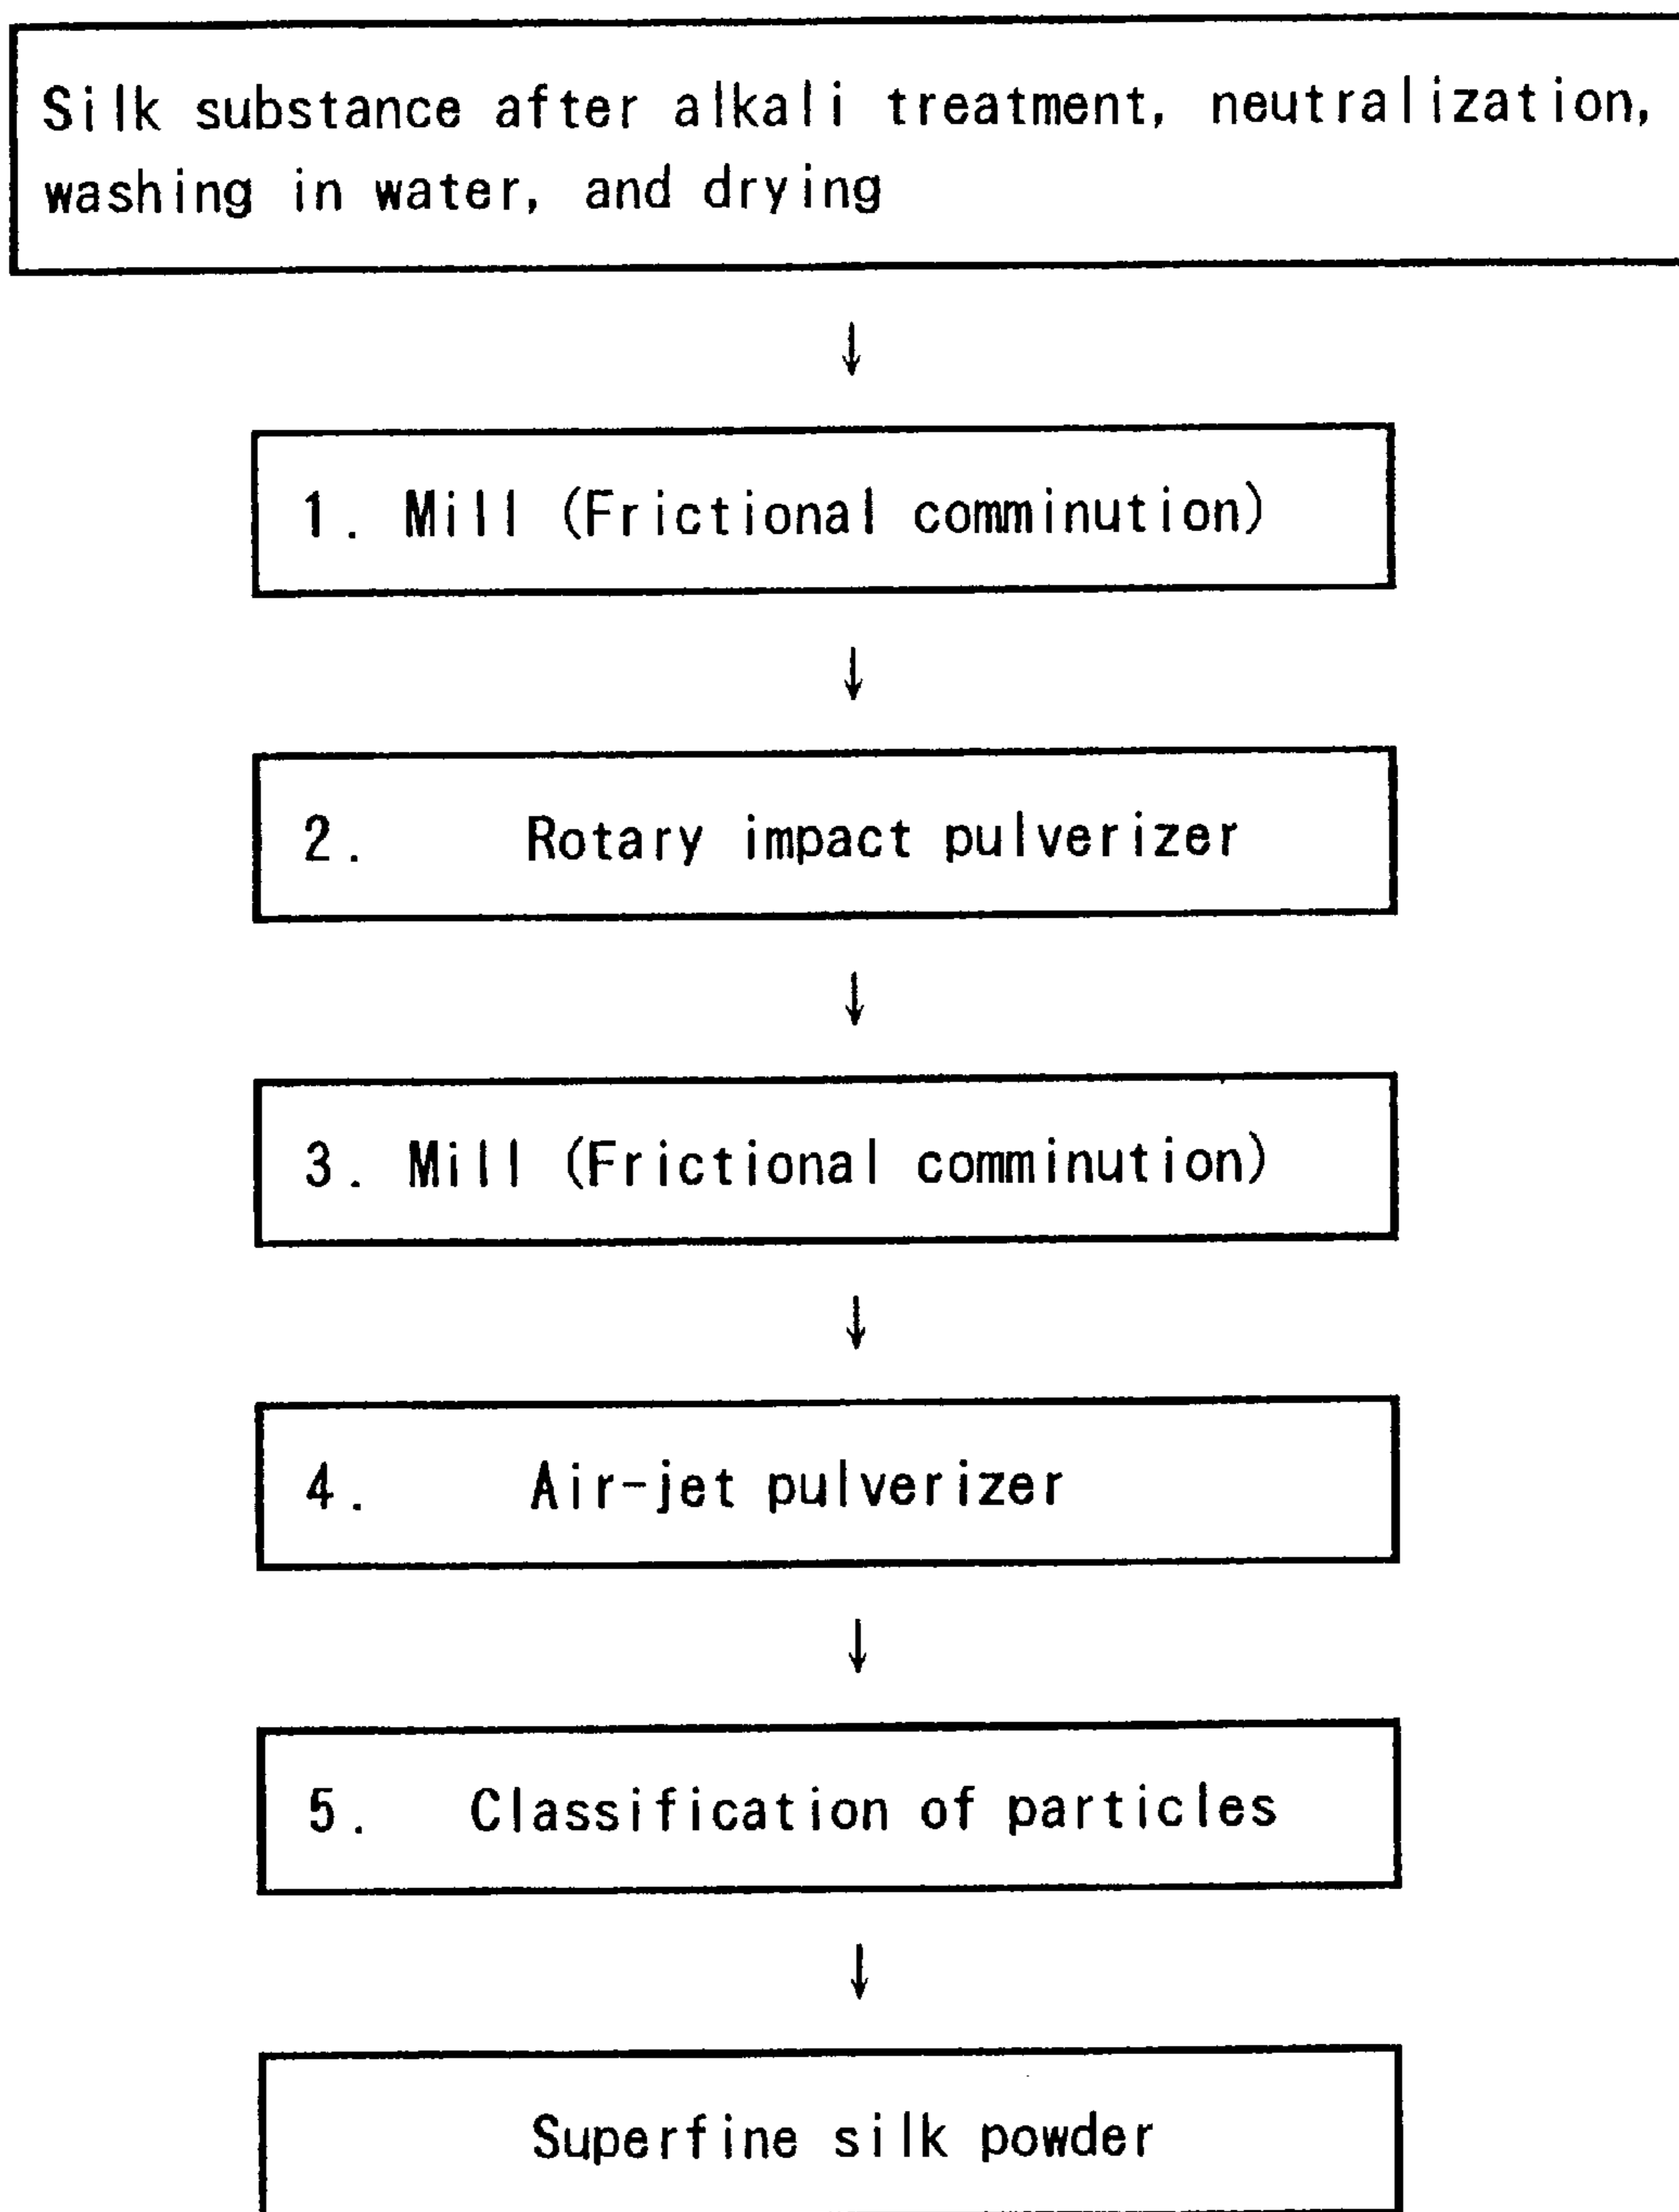 Silk substance after alkali treatment, neutralization,
washing in water, and drying
↓
1. Mill (Frictional comminution)
↓
2. Rotary impact pulverizer
↓
3. Mill (Frictional comminution)
↓
4. Air-jet pulverizer
↓
5. Classification of particles
↓
Superfine silk powder